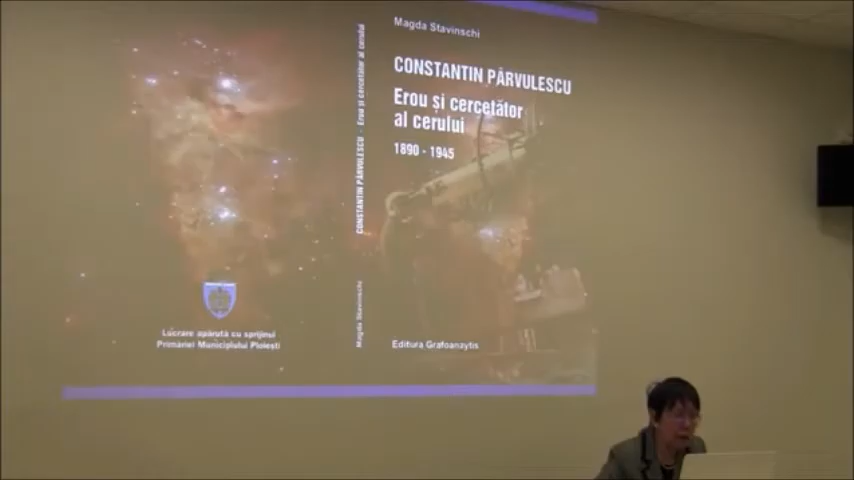 Magda Stavinschi
CONSTANTIN PÂRVULESCU
Erou și cercetător
al cerului
1890 - 1945
Editura Grafoanaytis
CONSTANTIN PÂRVULESCU - Erou și cercetător al cerului
Magda Stavinschi
Lucrare apărută cu sprijinul
Primăriei Municipiului Ploiești